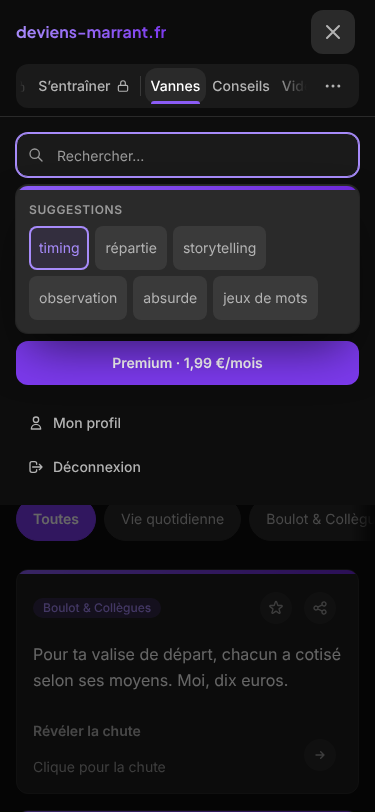 deviens-marrant.fr
S'entraîner
Vannes
Conseils
Vid
Rechercher...
SUGGESTIONS
timing
répartie
storytelling
observation
absurde
jeux de mots
Premium · 1,99 €/mois
Mon profil
Déconnexion
Toutes
Vie quotidienne
Boulot & Collègu
Boulot & Collègues
Pour ta valise de départ, chacun a cotisé
selon ses moyens. Moi, dix euros.
Révéler la chute
Clique pour la chute